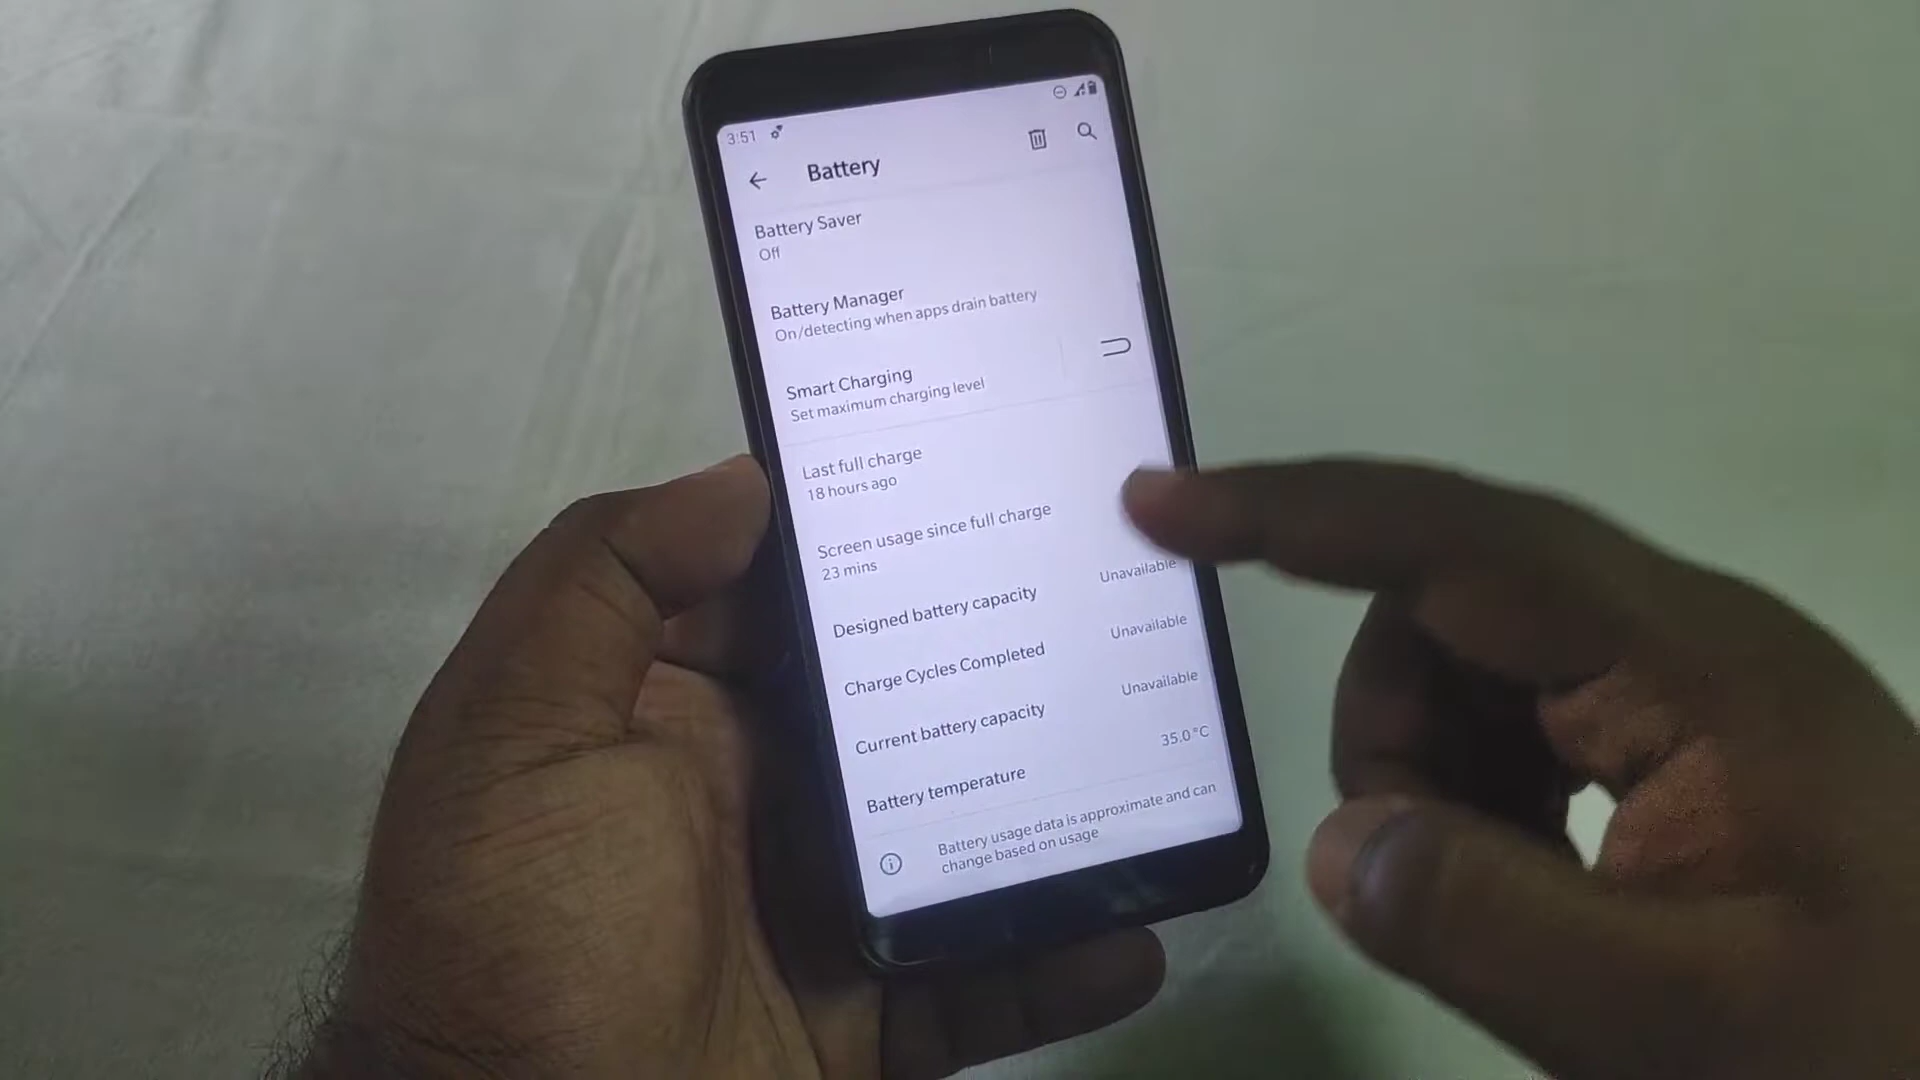 3:51
Battery
Battery Saver
Off
Battery Manager
On/detecting when apps drain battery
Smart Charging
Set maximum charging level
Last full charge
18 hours ago
Screen usage since full charge
23 mins
Designed battery capacity
Unavailable
Charge Cycles Completed
Unavailable
Current battery capacity
Unavailable
Battery temperature
35.0 °C
Battery usage data is approximate and can
change based on usage